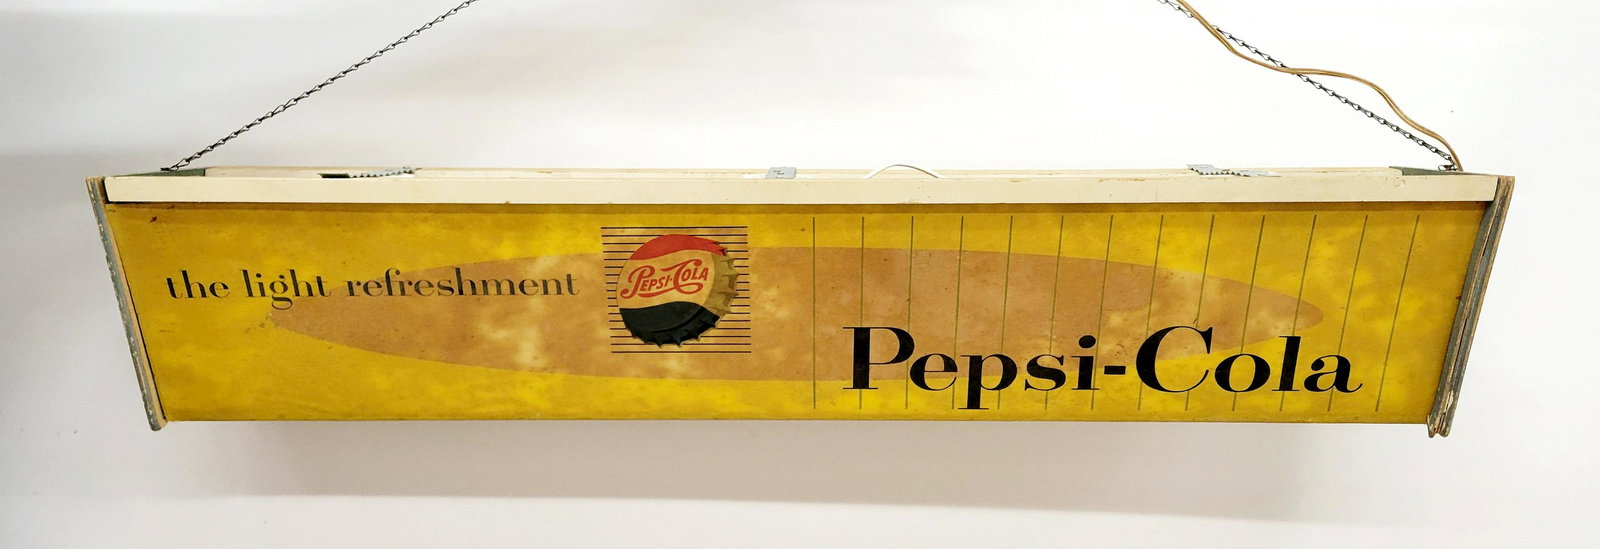 the light refreshment
PEPSI-COLA
Pepsi-Cola